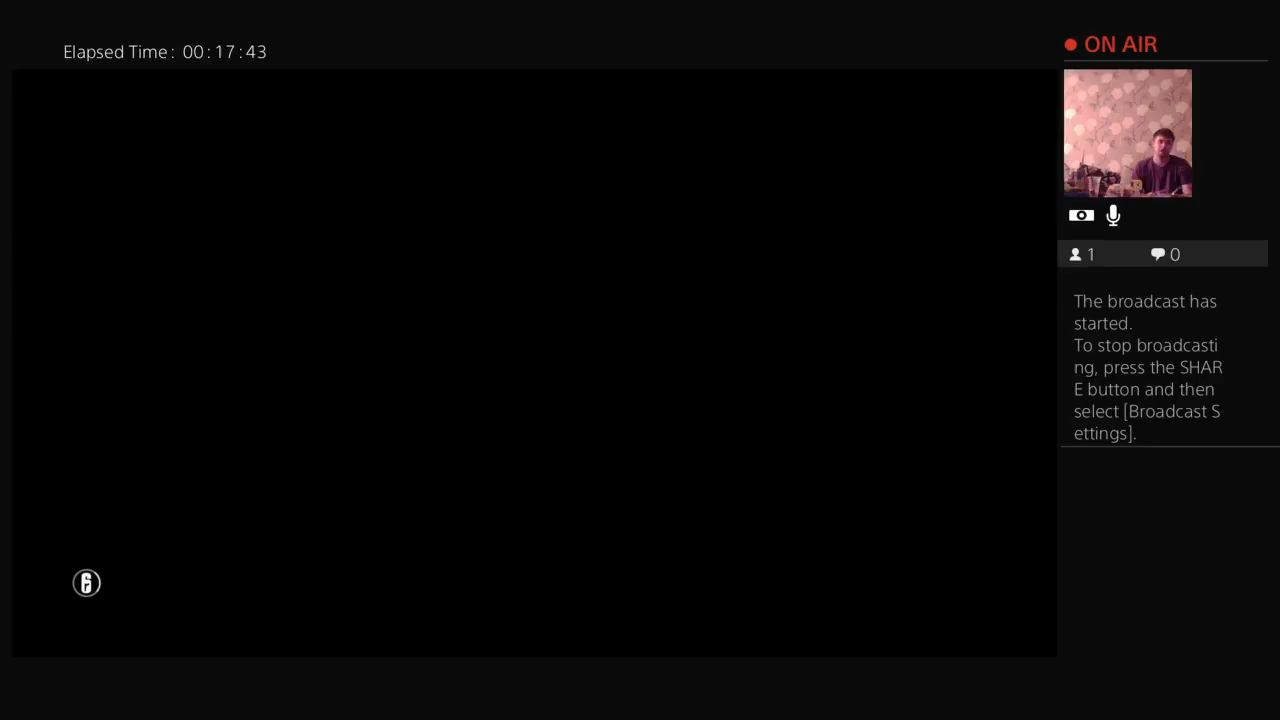 Elapsed Time: 00:17:43
ON AIR
1
0
The broadcast has
started.
To stop broadcasti
ng, press the SHAR
E button and then
select [Broadcast S
ettings].
6